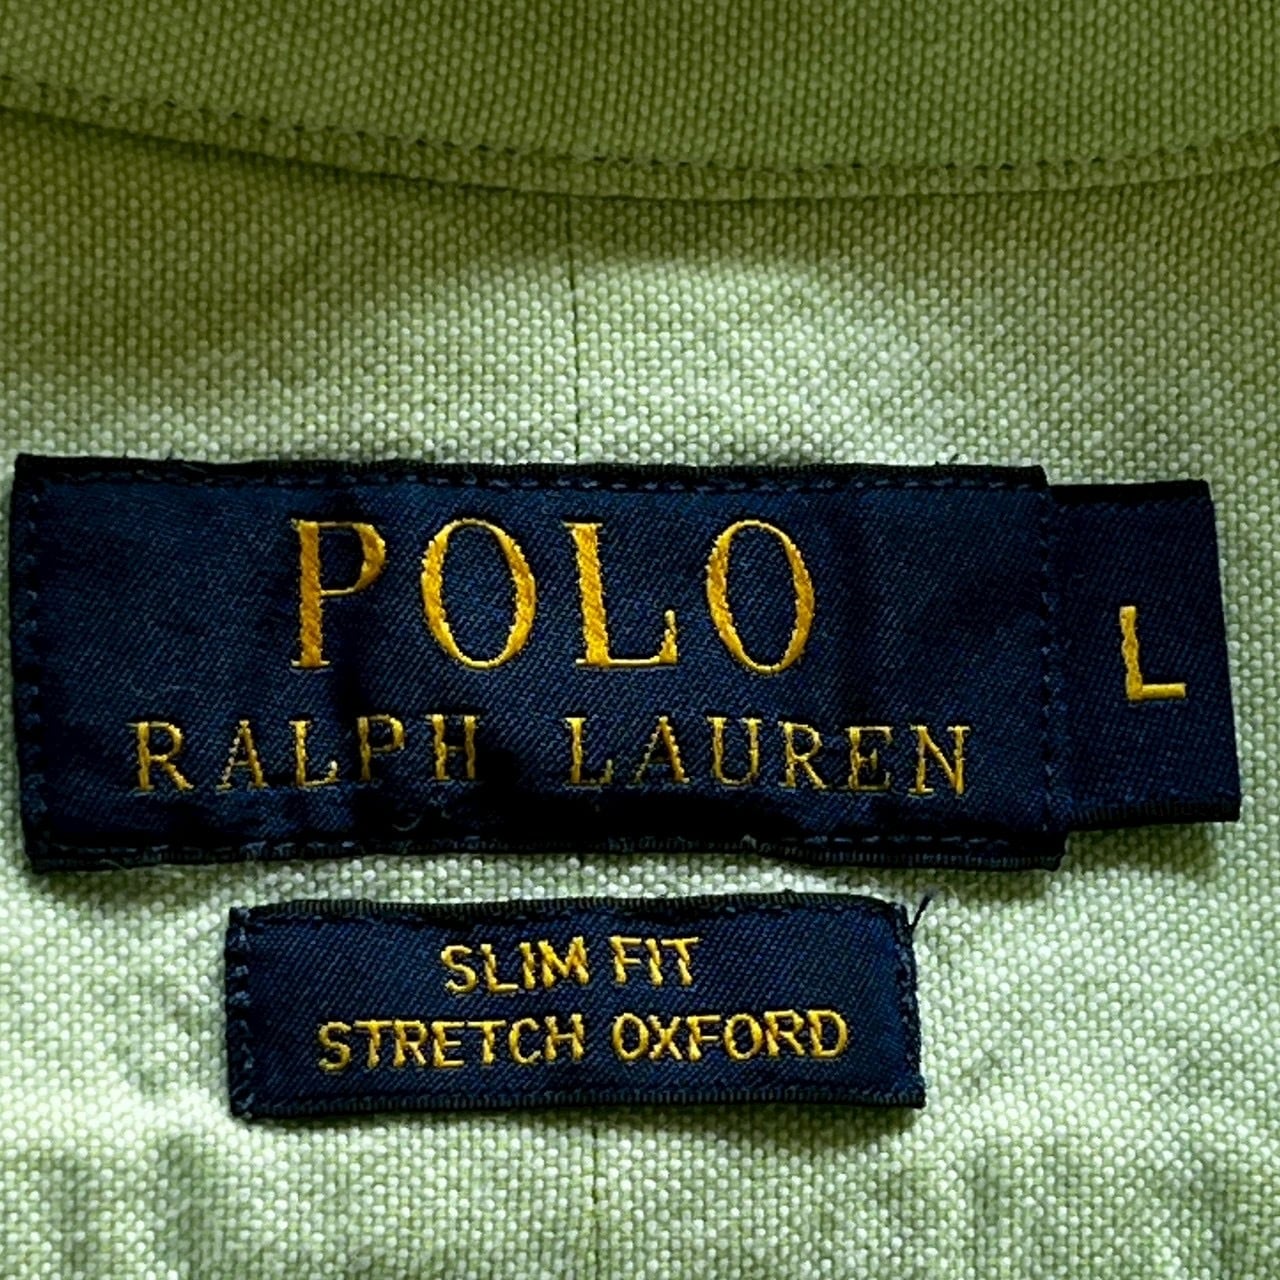 POLO
RALPH LAUREN
L
SLIM FIT
STRETCH OXFORD